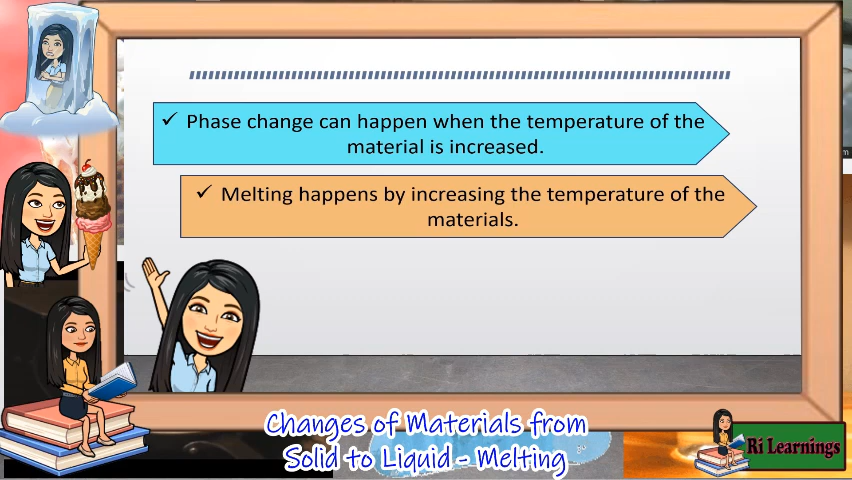 ✓ Phase change can happen when the temperature of the
material is increased.
✓ Melting happens by increasing the temperature of the
materials.
Changes of Materials from
Solid to Liquid - Melting
Ri Learnings